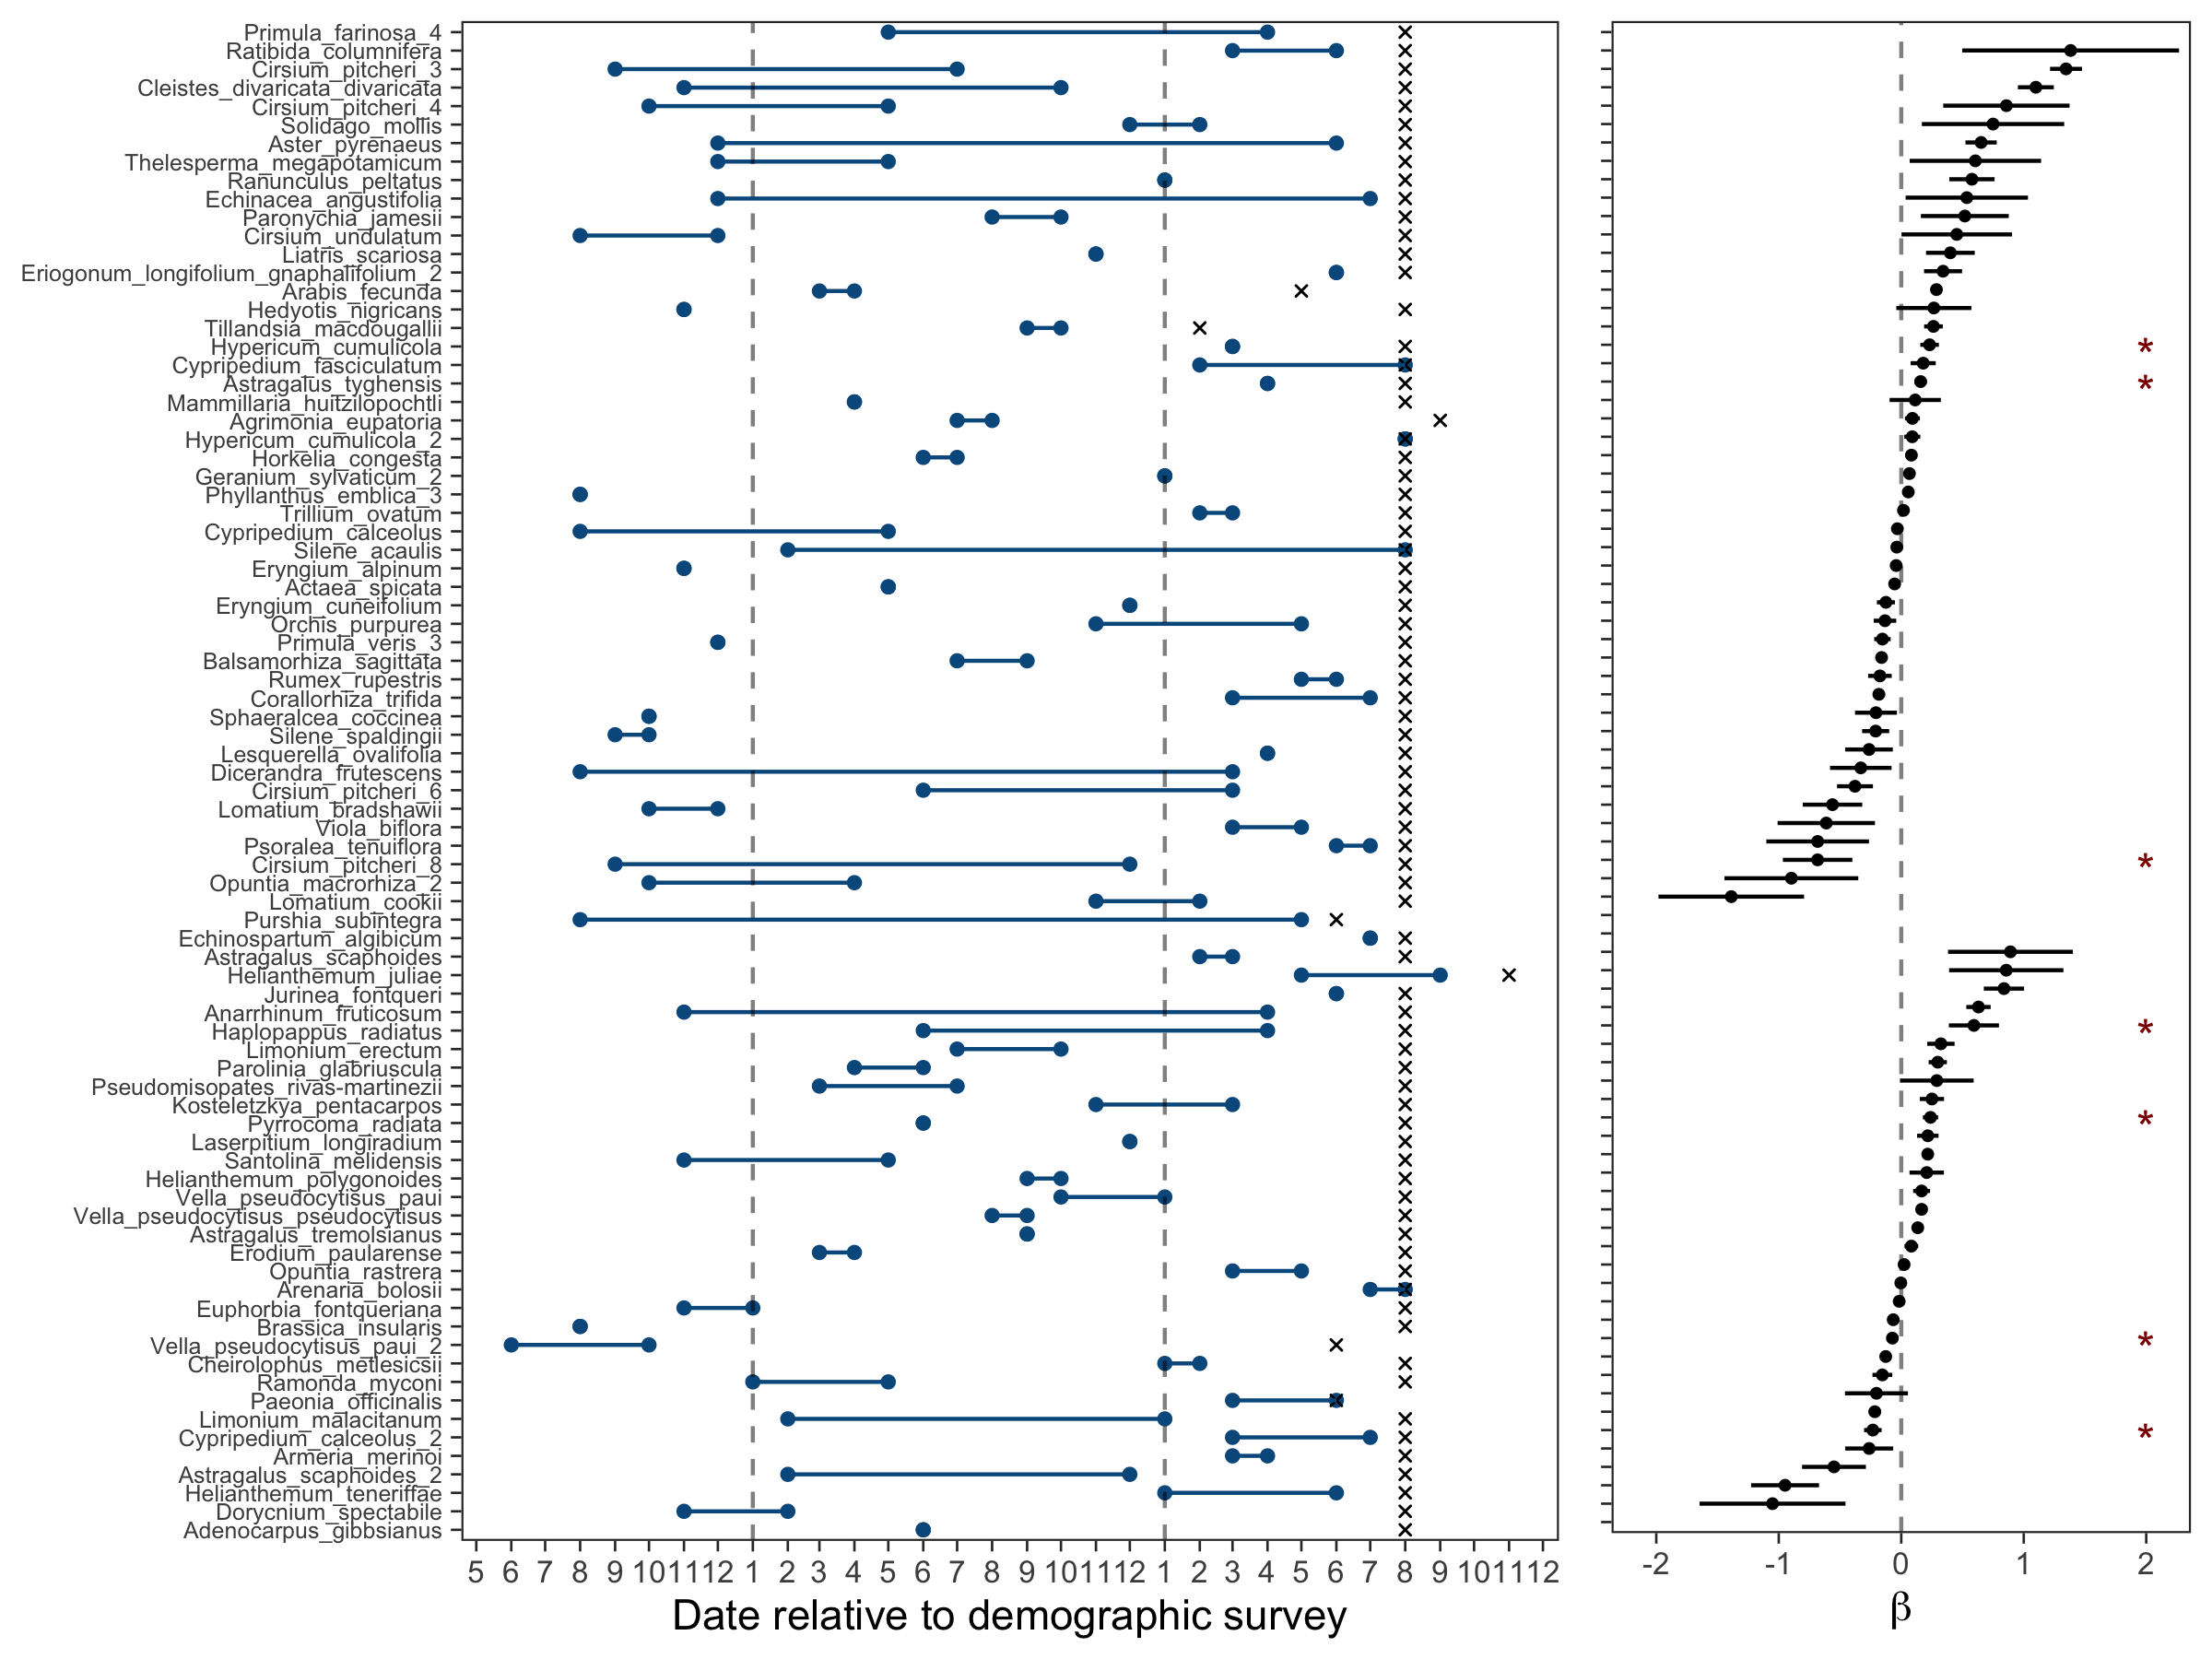 Primula_farinosa_4
Ratibida_columnifera
Cirsium_pitcheri_3
Cleistes_divaricata_divaricata
Cirsium_pitcheri_4
Solidago_mollis
Aster_pyrenaeus
Thelesperma_megapotamicum
Ranunculus_peltatus
Echinacea_angustifolia
Paronychia_jamesii
Cirsium_undulatum
Liatris_scariosa
Eriogonum_longifolium_gnaphalifolium_2
Arabis_fecunda
Hedyotis_nigricans
Tillandsia_macdougallii
Hypericum_cumulicola
*
Cypripedium_fasciculatum
Astragalus_tyghensis
*
Mammillaria_huitzilopochtli
Agrimonia_eupatoria
Hypericum_cumulicola_2
Horkelia_congesta
Geranium_sylvaticum_2
Phyllanthus_emblica_3
Trillium_ovatum
Cypripedium_calceolus
Silene_acaulis
Eryngium_alpinum
Actaea_spicata
Eryngium_cuneifolium
Orchis_purpurea
Primula_veris_3
Balsamorhiza_sagittata
Rumex_rupestris
Corallorhiza_trifida
Sphaeralcea_coccinea
Silene_spaldingii
Lesquerella_ovalifolia
Dicerandra_frutescens
Cirsium_pitcheri_6
Lomatium_bradshawii
Viola_biflora
Psoralea_tenuiflora
Cirsium_pitcheri_8
*
Opuntia_macrorhiza_2
Lomatium_cookii
Purshia_subintegra
Echinospartum_algibicum
Astragalus_scaphoides
Helianthemum_juliae
Jurinea_fontqueri
Anarrhinum_fruticosum
Haplopappus_radiatus
*
Limonium_erectum
Parolinia_glabriuscula
Pseudomisopates_rivas-martinezii
Kosteletzkya_pentacarpos
Pyrrocoma_radiata
*
Laserpitium_longiradium
Santolina_melidensis
Helianthemum_polygonoides
Vella_pseudocytisus_paui
Vella_pseudocytisus_pseudocytisus
Astragalus_tremolsianus
Erodium_paularense
Opuntia_rastrera
Arenaria_bolosii
Euphorbia_fontqueriana
Brassica_insularis
Vella_pseudocytisus_paui_2
*
Cheirolophus_metlesicsii
Ramonda_myconi
Paeonia_officinalis
Limonium_malacitanum
Cypripedium_calceolus_2
*
Armeria_merinoi
Astragalus_scaphoides_2
Helianthemum_teneriffae
Dorycnium_spectabile
Adenocarpus_gibbsianus
5 6 7 8 9 10 11 12 1 2 3 4 5 6 7 8 9 10 11 12 1 2 3 4 5 6 7 8 9 10 11 12
Date relative to demographic survey
-2 -1 0 1 2
β